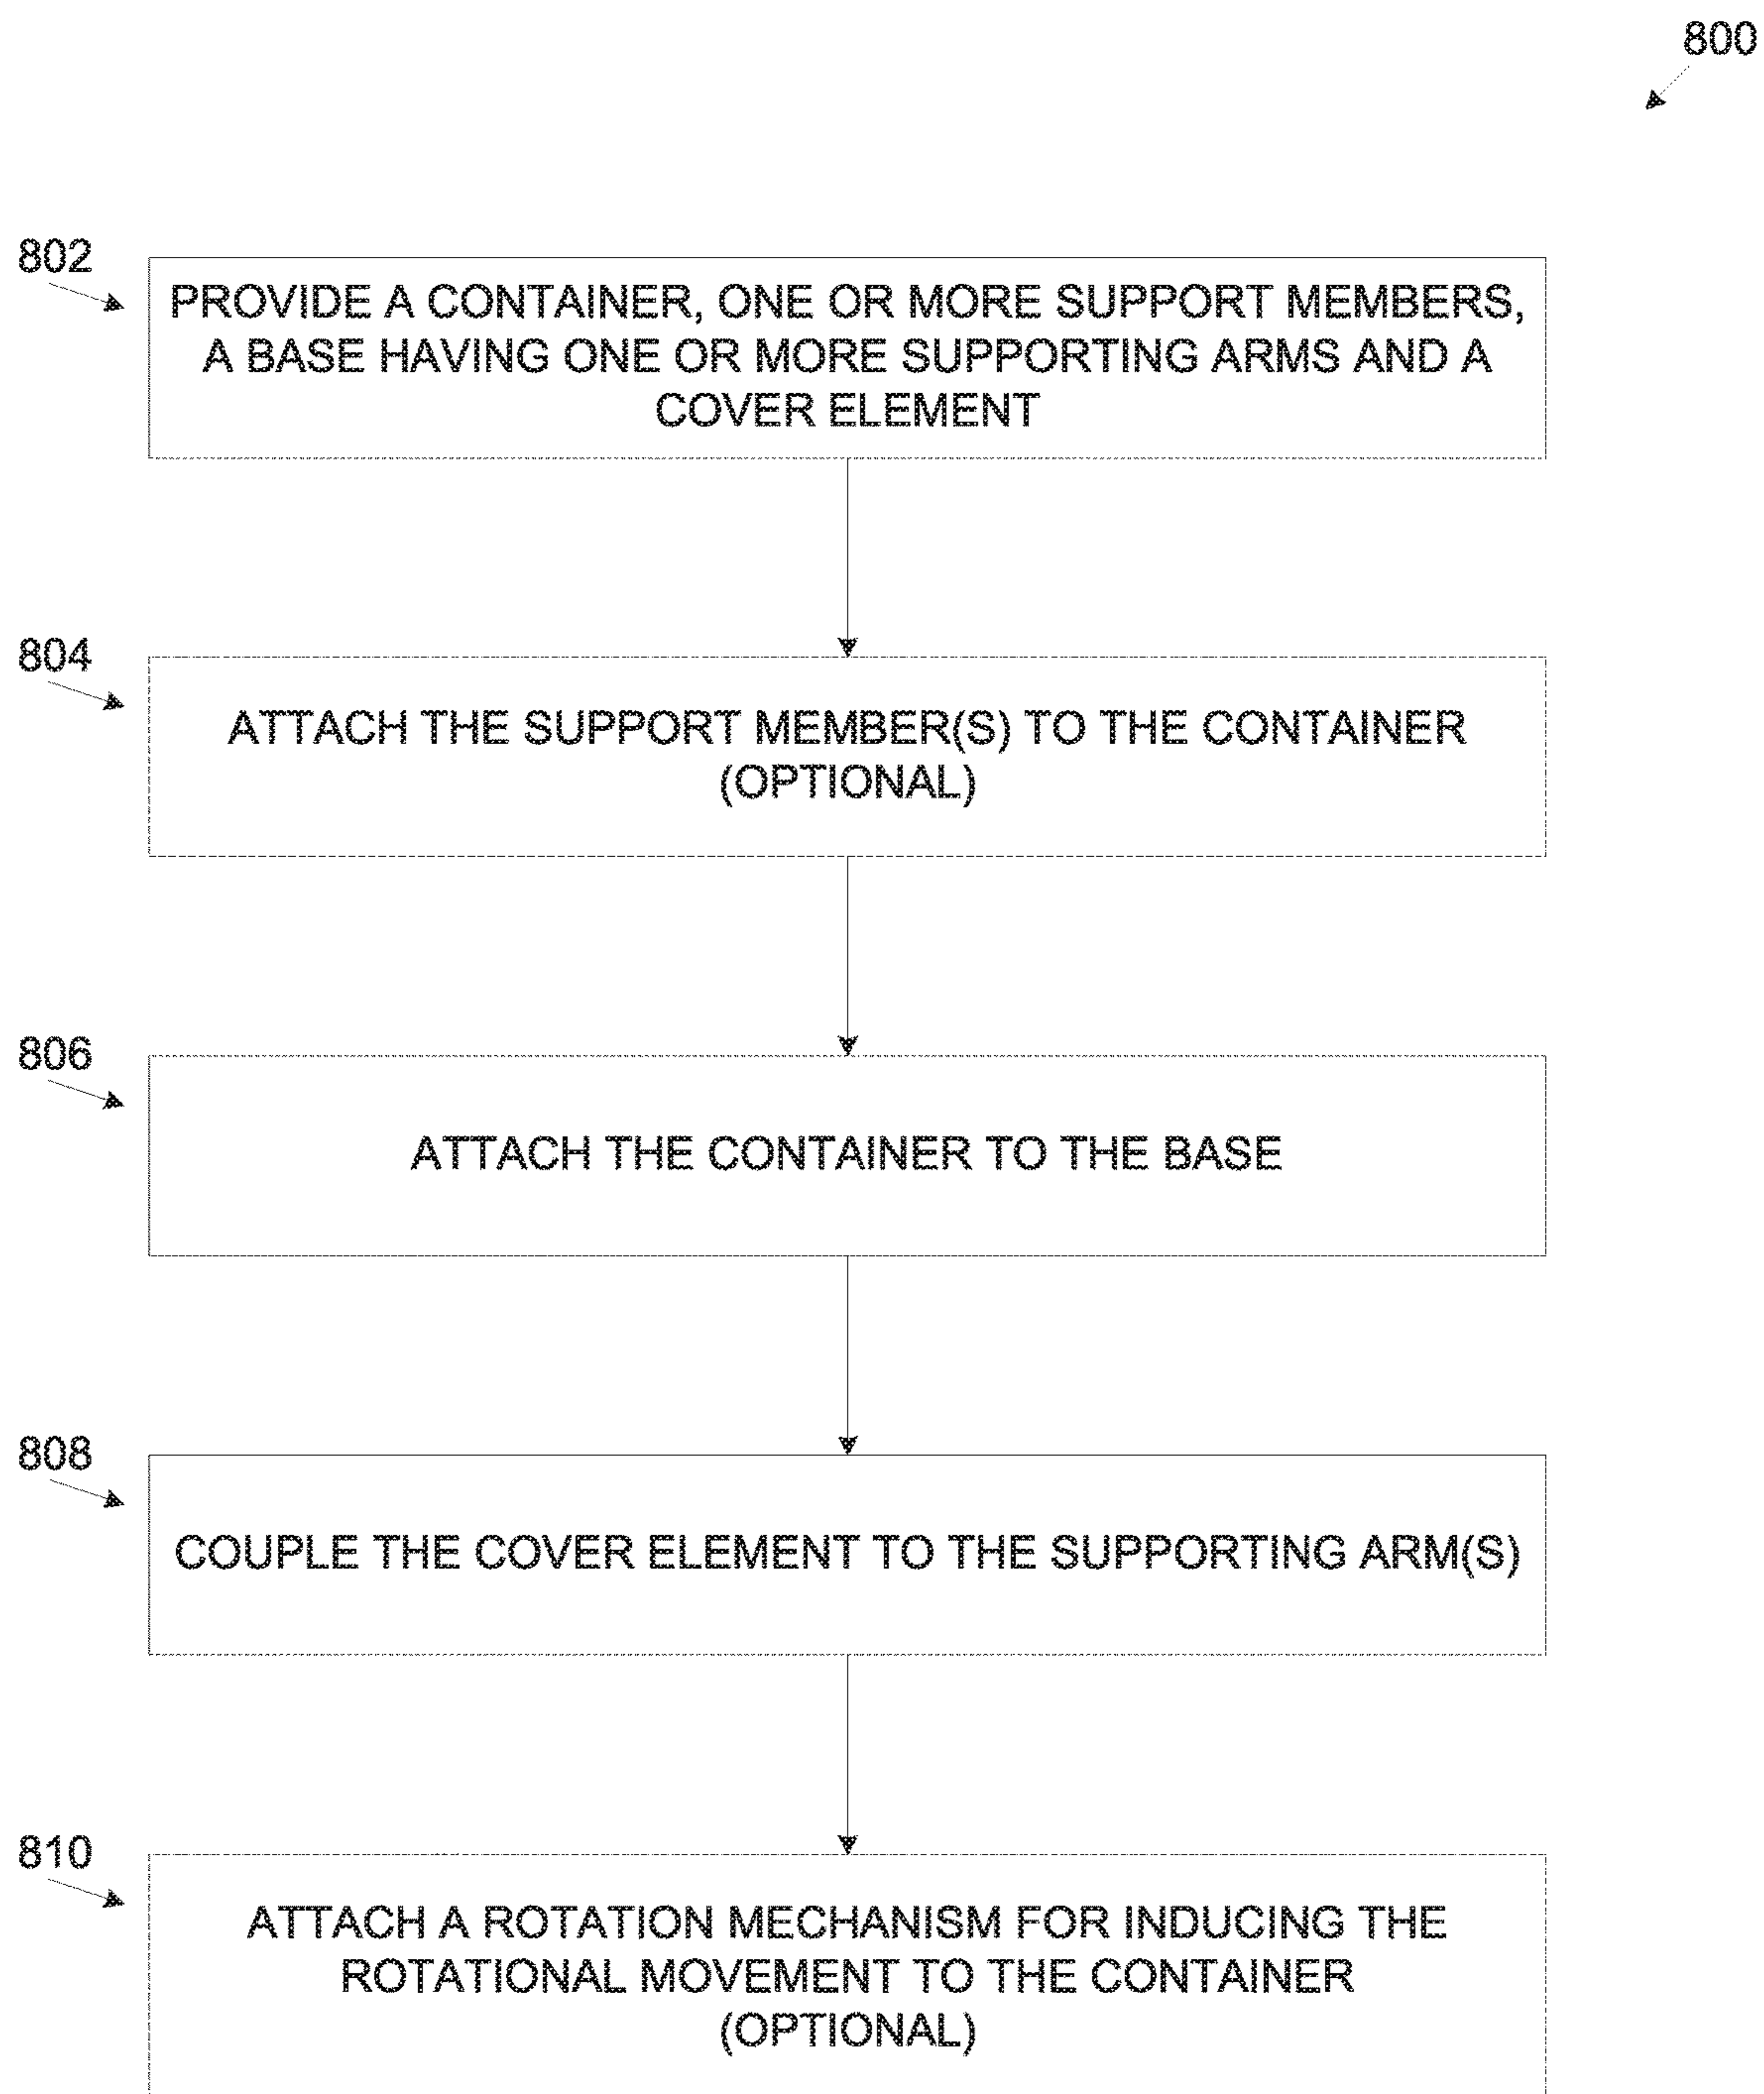 800
802
PROVIDE A CONTAINER, ONE OR MORE SUPPORT MEMBERS,
A BASE HAVING ONE OR MORE SUPPORTING ARMS AND A
COVER ELEMENT
804
ATTACH THE SUPPORT MEMBER(S) TO THE CONTAINER
(OPTIONAL)
806
ATTACH THE CONTAINER TO THE BASE
808
COUPLE THE COVER ELEMENT TO THE SUPPORTING ARM(S)
810
ATTACH A ROTATION MECHANISM FOR INDUCING THE
ROTATIONAL MOVEMENT TO THE CONTAINER
(OPTIONAL)